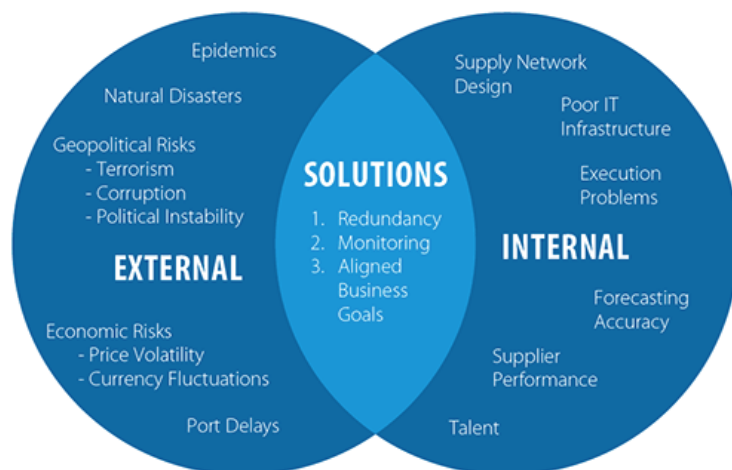 Epidemics
Natural Disasters
Geopolitical Risks
- Terrorism
- Corruption
- Political Instability
EXTERNAL
Economic Risks
- Price Volatility
- Currency Fluctuations
Port Delays
SOLUTIONS
1. Redundancy
2. Monitoring
3. Aligned
Business
Goals
Supply Network
Design
Poor IT
Infrastructure
Execution
Problems
INTERNAL
Forecasting
Accuracy
Supplier
Performance
Talent